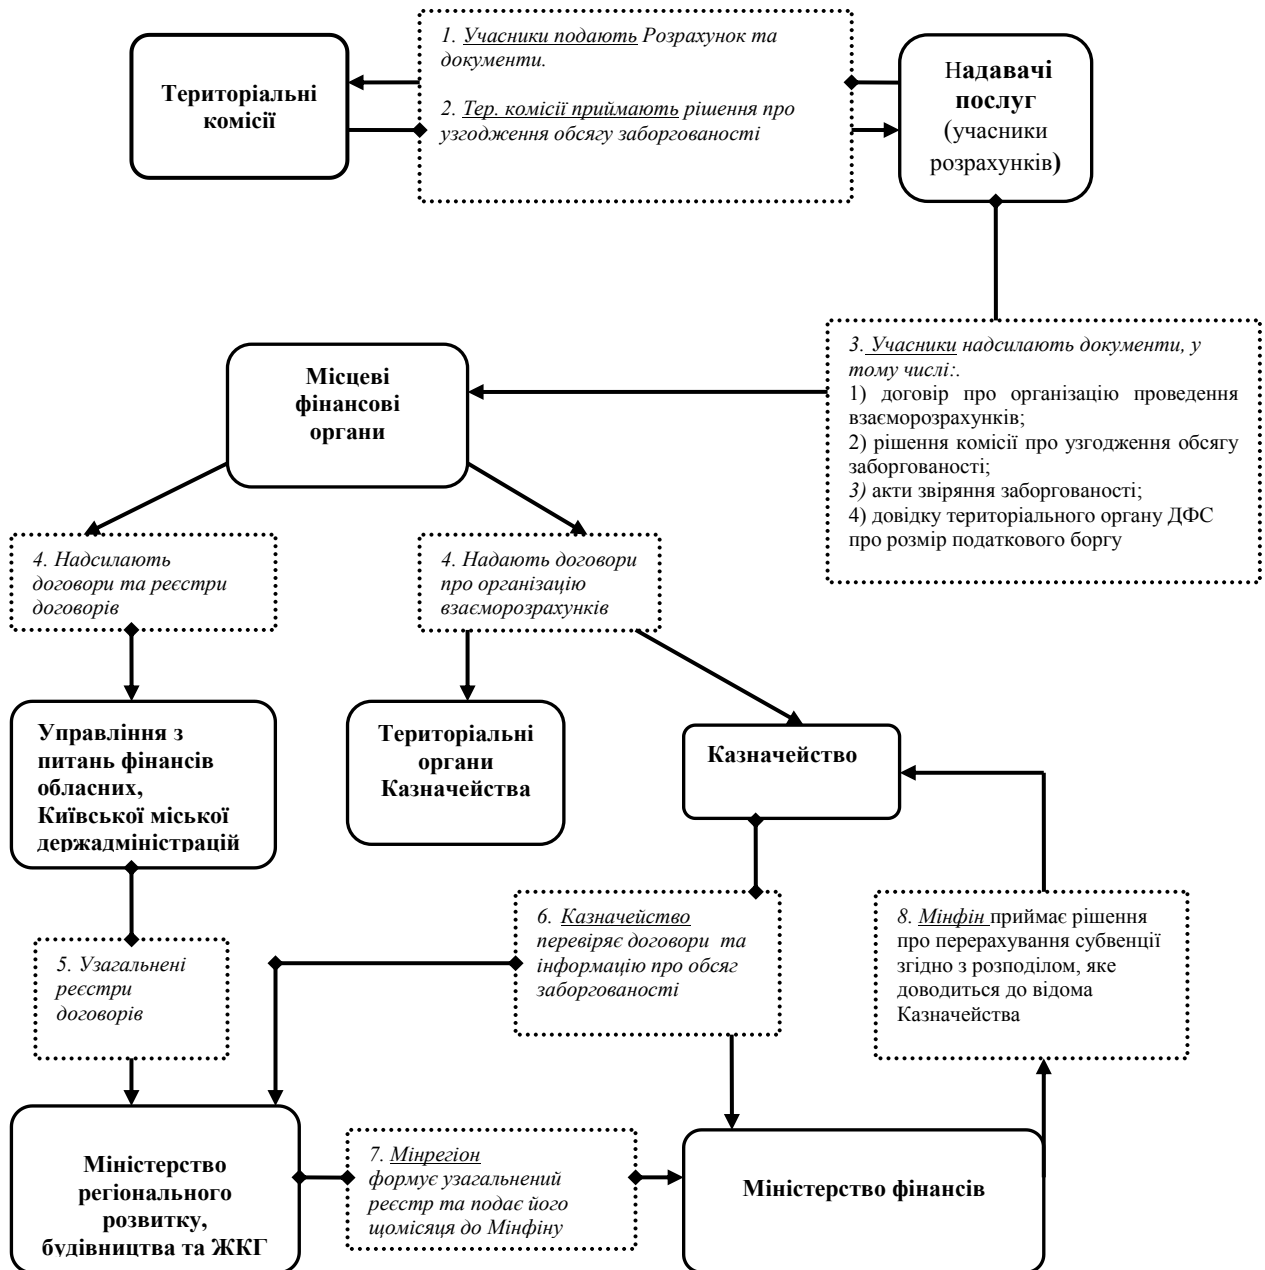 Територіальні
комісії
1. Учасники подають Розрахунок та
документи.
2. Тер. комісії приймають рішення про
узгодження обсягу заборгованості
Надавачі
послуг
(учасники
розрахунків)
3. Учасники надсилають документи, у
тому числі:.
1) договір про організацію проведення
взаєморозрахунків;
2) рішення комісії про узгодження обсягу
заборгованості;
3) акти звіряння заборгованості;
4) довідку територіального органу ДФС
про розмір податкового боргу
Місцеві
фінансові
органи
4. Надсилають
договори та реєстри
договорів
4. Надають договори
про організацію
взаєморозрахунків
Управління з
питань фінансів
обласних,
Київської міської
держадміністрацій
Територіальні
органи
Казначейства
Казначейство
5. Узагальнені
реєстри
договорів
6. Казначейство
перевіряє договори та
інформацію про обсяг
заборгованості
8. Мінфін приймає рішення
про перерахування субвенції
згідно з розподілом, яке
доводиться до відома
Казначейства
Міністерство
регіонального
розвитку,
будівництва та ЖКГ
7. Мінрегіон
формує узагальнений
реєстр та подає його
щомісяця до Мінфіну
Міністерство фінансів